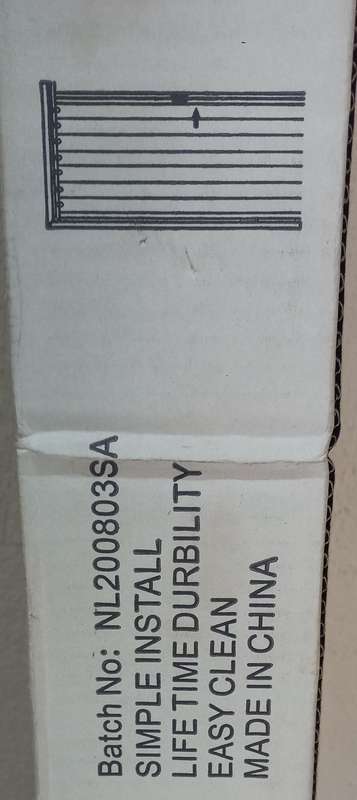 Batch No: NL200803SA
SIMPLE INSTALL
LIFE TIME DURBILITY
EASY CLEAN
MADE IN CHINA